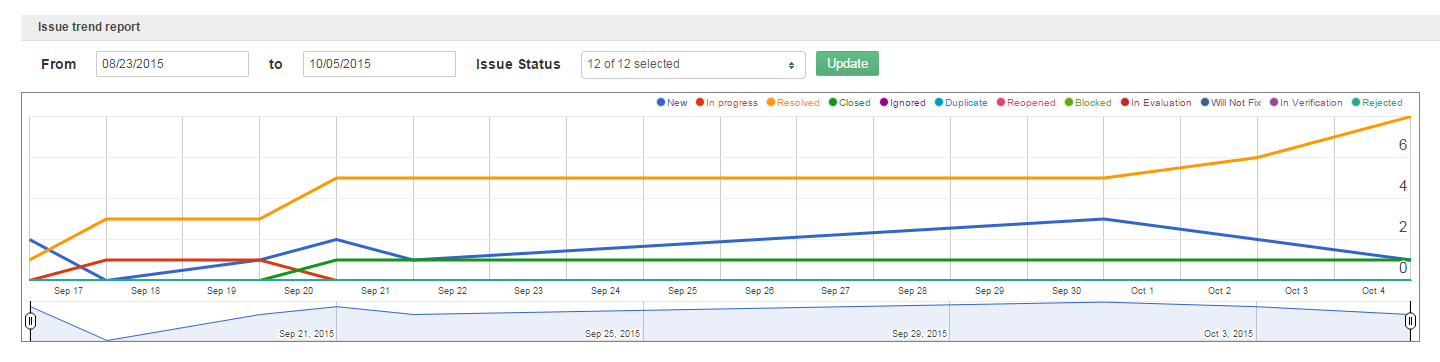 Issue trend report
From 08/23/2015 to 10/05/2015 Issue Status 12 of 12 selected Update
New In progress Resolved Closed Ignored Duplicate Reopened Blocked In Evaluation Will Not Fix In Verification Rejected
6
4
2
0
Sep 17 Sep 18 Sep 19 Sep 20 Sep 21 Sep 22 Sep 23 Sep 24 Sep 25 Sep 26 Sep 27 Sep 28 Sep 29 Sep 30 Oct 1 Oct 2 Oct 3 Oct 4
Sep 21, 2015 Sep 25, 2015 Sep 29, 2015 Oct 3, 2015